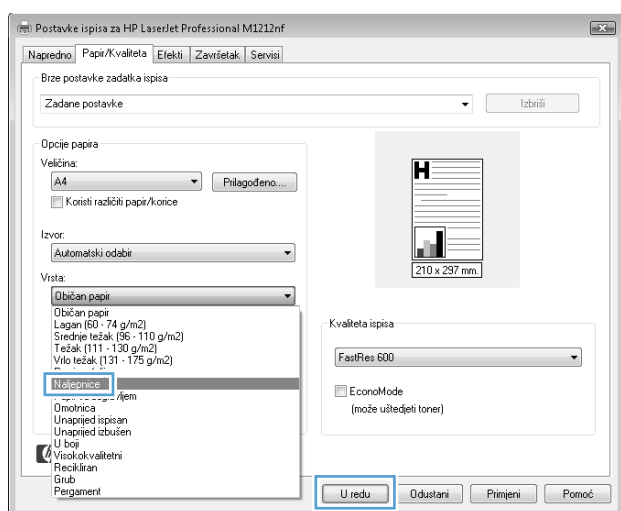 Postavke ispisa za HP LaserJet Professional M1212nf
Napredno Papir/Kvaliteta Efekti Završetak Servisi
Brze postavke zadatka ispisa
Zadane postavke
Izbriši
Opcije papira
Veličina:
A4
Prilagođeno....
Koristi različiti papir/korice
Izvor:
Automatski odabir
Vrsta:
Običan papir
Običan papir
Lagan (60 - 74 g/m2)
Srednje težak (96 - 110 g/m2)
Težak (111 - 130 g/m2)
Vrlo težak (131 - 175 g/m2)
Naljepnice
Omotnica
Unaprijed ispisan
Unaprijed izbušen
U boji
Visokokvalitetni
Recikliran
Grub
Pergament
H
210 x 297 mm.
Kvaliteta ispisa
FastRes 600
EconoMode
(može uštedjeti toner)
U redu Odustani Primjeni Pomoć